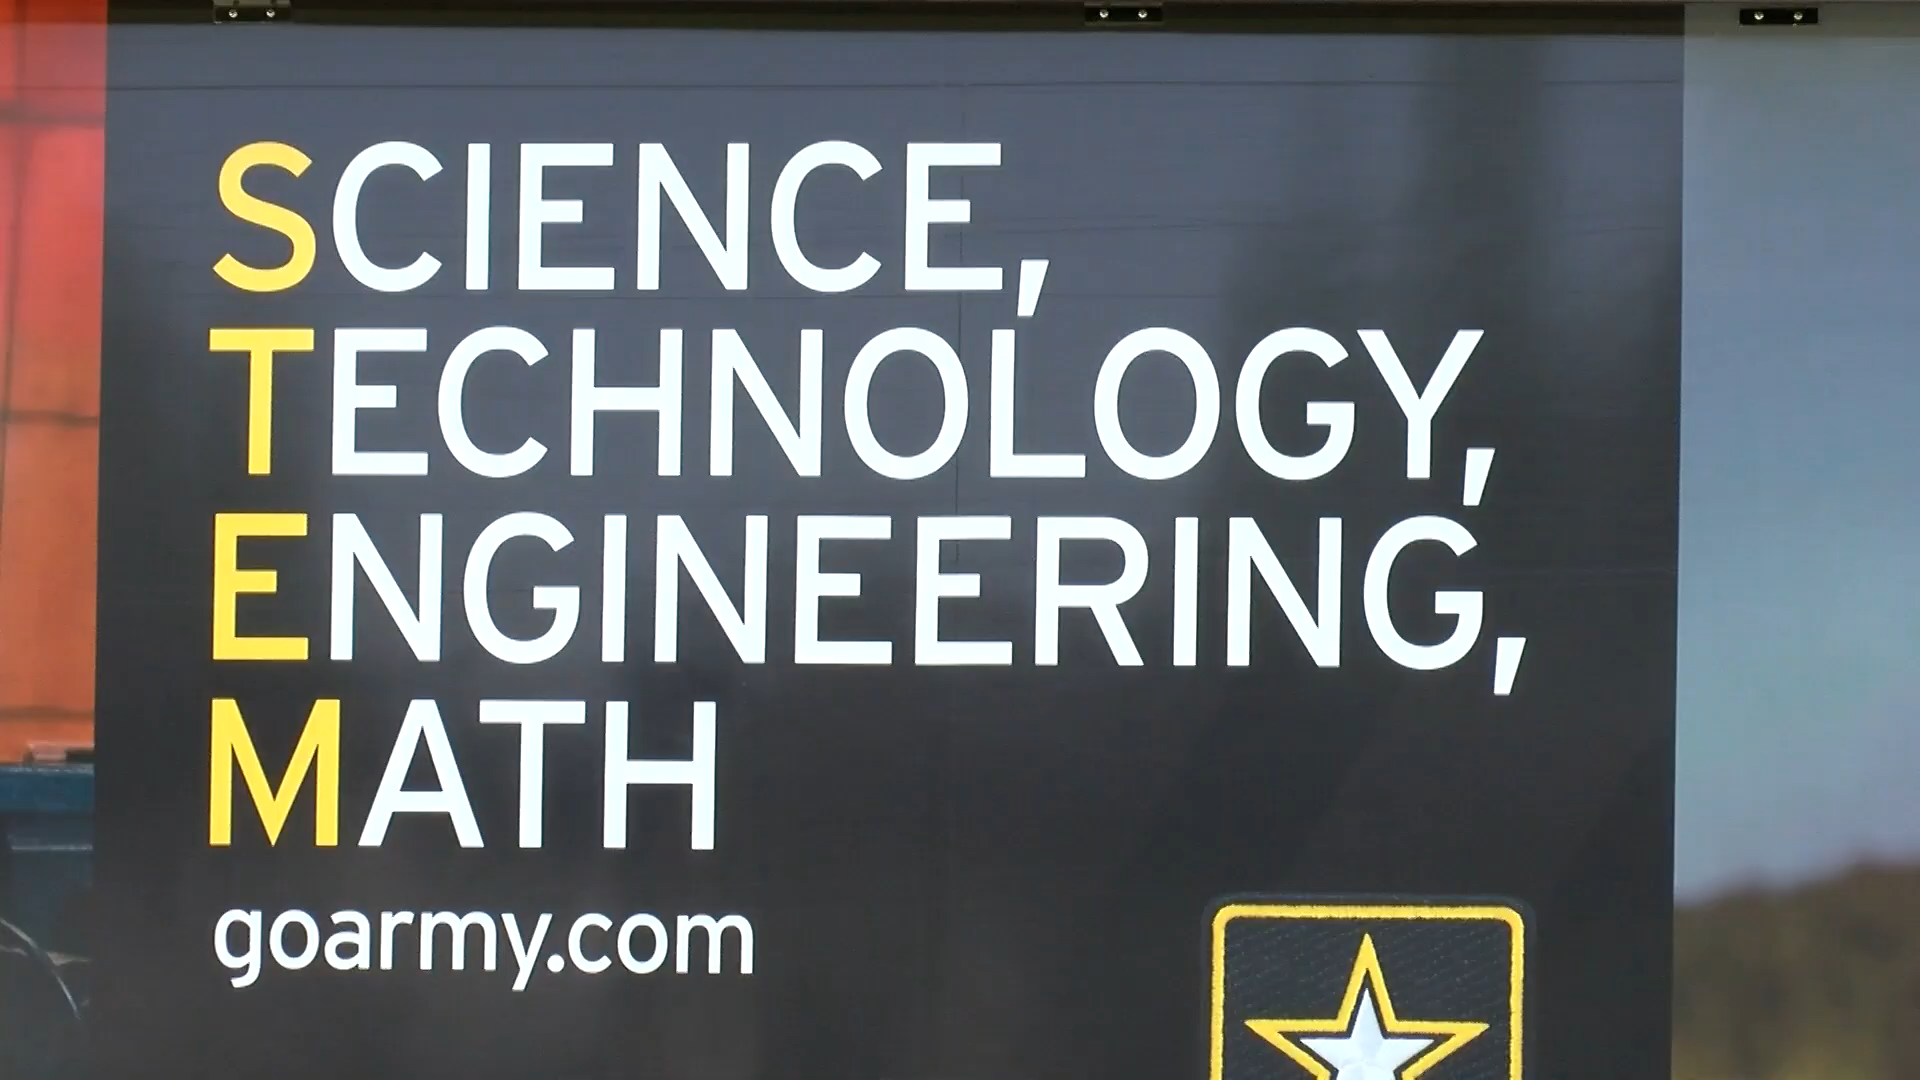 SCIENCE,
TECHNOLOGY,
ENGINEERING,
MATH
goarmy.com